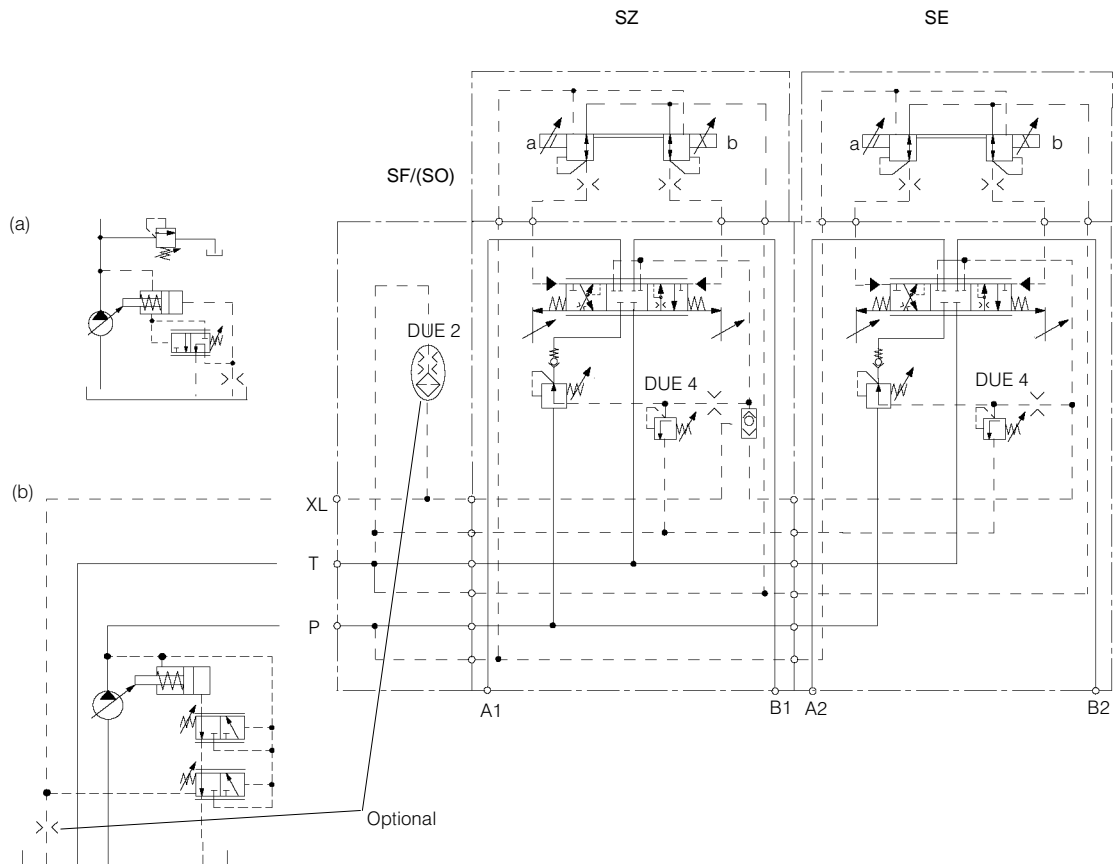 SZ
SE
a
b
a
b
SF/(SO)
(a)
DUE 2
DUE 4
DUE 4
(b)
XL
T
P
A1
B1
A2
B2
Optional